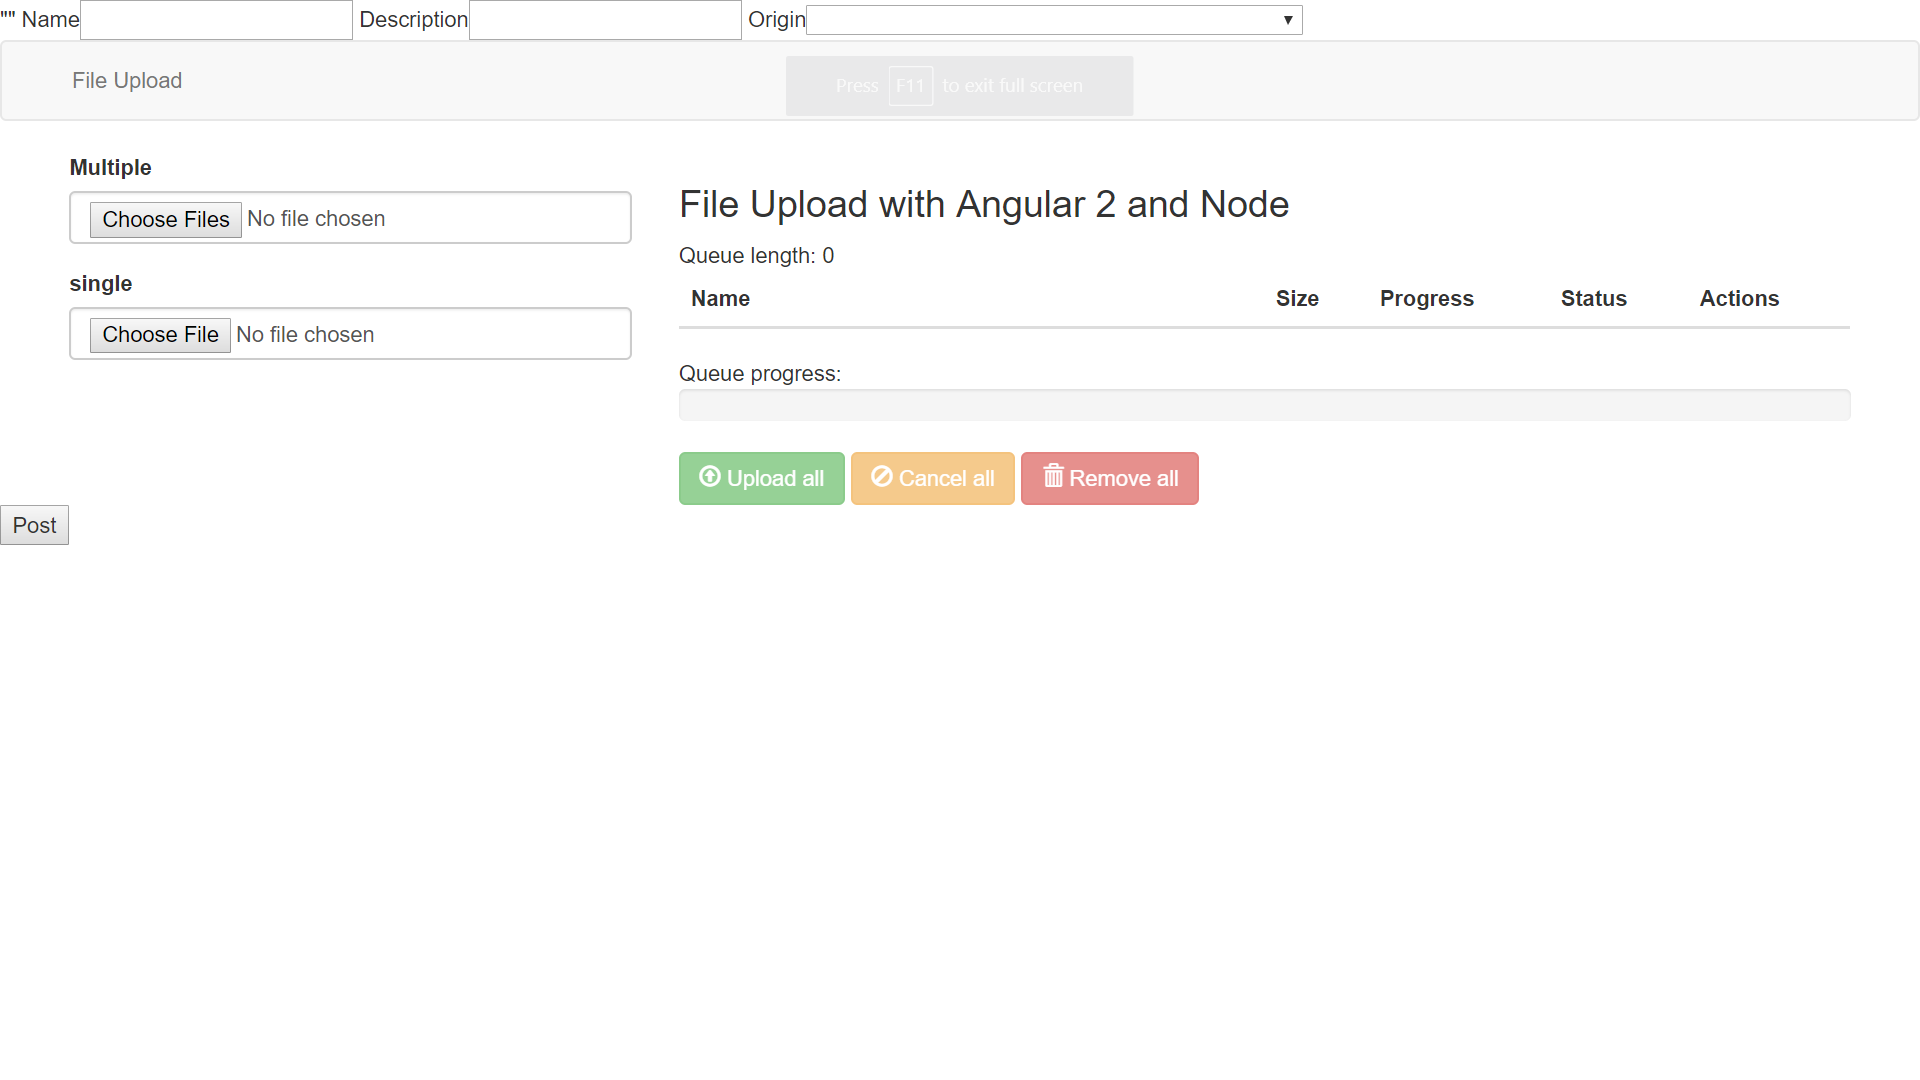 "" Name Description Origin
File Upload
Press F11 to exit full screen
Multiple
Choose Files No file chosen
single
Choose File No file chosen
File Upload with Angular 2 and Node
Queue length: 0
Name Size Progress Status Actions
Queue progress:
Upload all Cancel all Remove all
Post